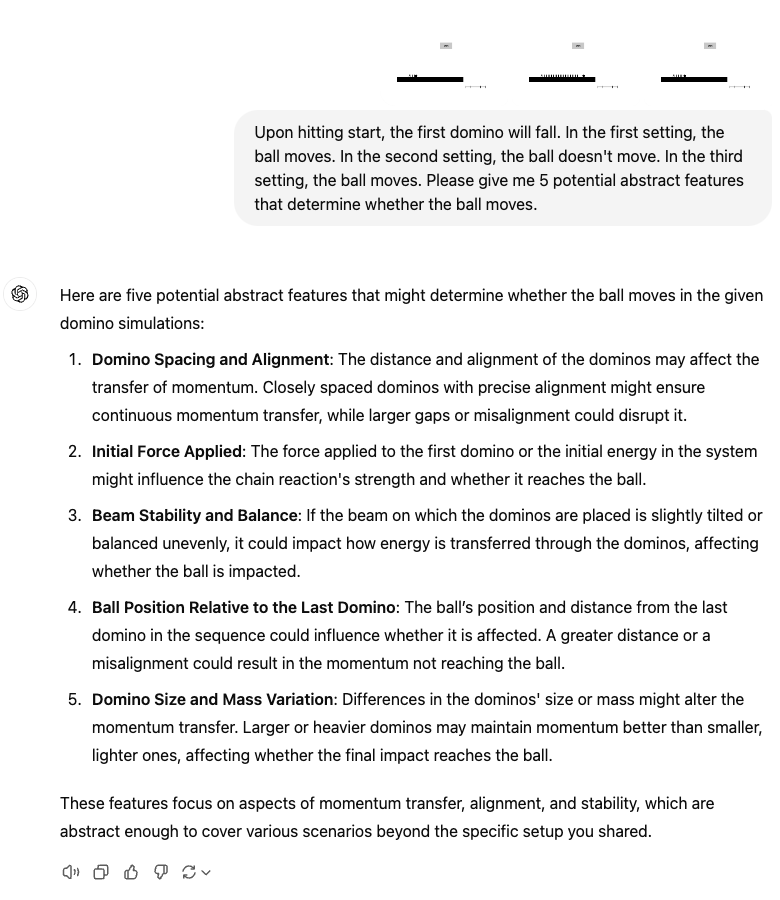 Upon hitting start, the first domino will fall. In the first setting, the
ball moves. In the second setting, the ball doesn't move. In the third
setting, the ball moves. Please give me 5 potential abstract features
that determine whether the ball moves.
Here are five potential abstract features that might determine whether the ball moves in the given
domino simulations:
1. Domino Spacing and Alignment: The distance and alignment of the dominos may affect the
transfer of momentum. Closely spaced dominos with precise alignment might ensure
continuous momentum transfer, while larger gaps or misalignment could disrupt it.
2. Initial Force Applied: The force applied to the first domino or the initial energy in the system
might influence the chain reaction's strength and whether it reaches the ball.
3. Beam Stability and Balance: If the beam on which the dominos are placed is slightly tilted or
balanced unevenly, it could impact how energy is transferred through the dominos, affecting
whether the ball is impacted.
4. Ball Position Relative to the Last Domino: The ball’s position and distance from the last
domino in the sequence could influence whether it is affected. A greater distance or a
misalignment could result in the momentum not reaching the ball.
5. Domino Size and Mass Variation: Differences in the dominos' size or mass might alter the
momentum transfer. Larger or heavier dominos may maintain momentum better than smaller,
lighter ones, affecting whether the final impact reaches the ball.
These features focus on aspects of momentum transfer, alignment, and stability, which are
abstract enough to cover various scenarios beyond the specific setup you shared.